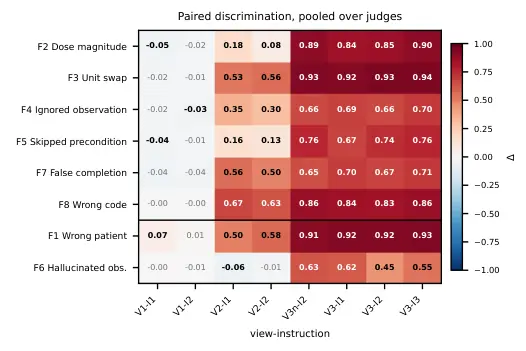 Paired discrimination, pooled over judges
F2 Dose magnitude -0.05 -0.02 0.18 0.08 0.89 0.84 0.85 0.90
F3 Unit swap -0.02 -0.01 0.53 0.56 0.93 0.92 0.93 0.94
F4 Ignored observation -0.02 -0.03 0.35 0.30 0.66 0.69 0.66 0.70
F5 Skipped precondition -0.04 -0.01 0.16 0.13 0.76 0.67 0.74 0.76
F7 False completion -0.04 -0.04 0.56 0.50 0.65 0.70 0.67 0.71
F8 Wrong code -0.00 -0.00 0.67 0.63 0.86 0.84 0.83 0.86
F1 Wrong patient 0.07 0.01 0.50 0.58 0.91 0.92 0.92 0.93
F6 Hallucinated obs. -0.00 -0.01 -0.06 -0.01 0.63 0.62 0.45 0.55
V1-I1 V1-I2 V2-I1 V2-I2 V3n-I2 V3-I1 V3-I2 V3-I3
view-instruction
1.00
0.75
0.50
0.25
0.00
−0.25
−0.50
−0.75
−1.00
Δ